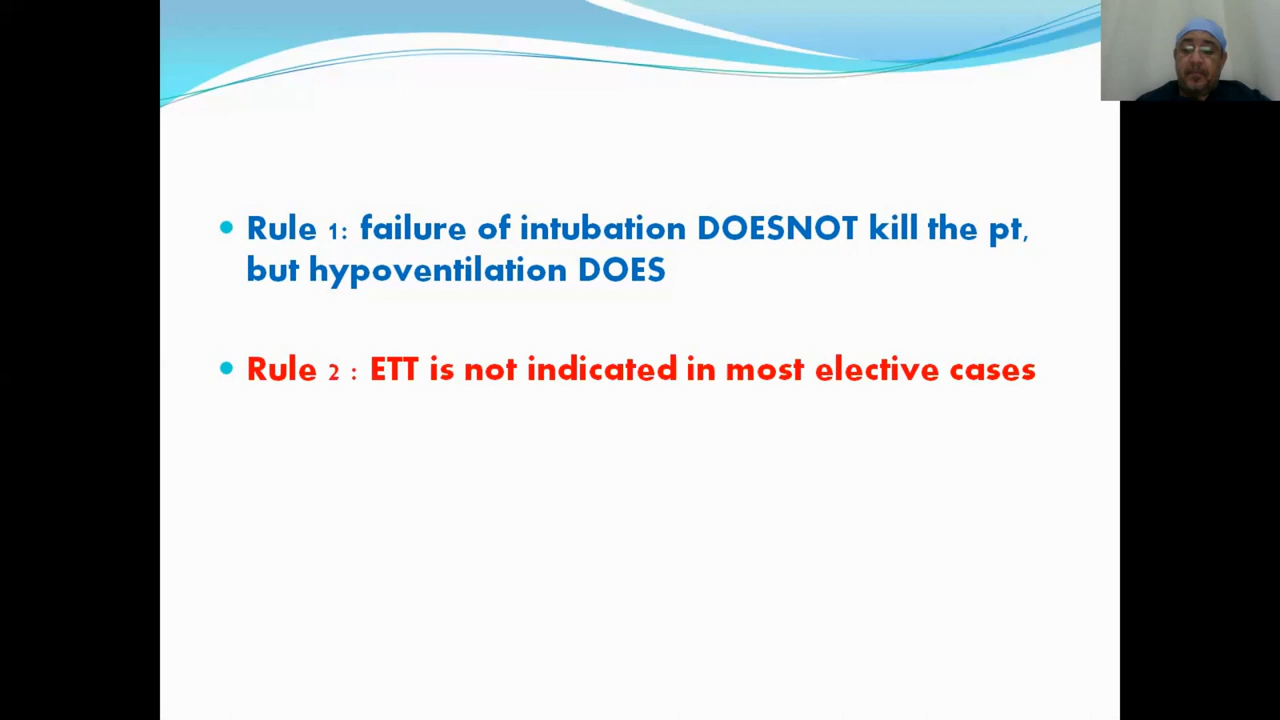 • Rule 1: failure of intubation DOESNOT kill the pt,
but hypoventilation DOES
• Rule 2 : ETT is not indicated in most elective cases